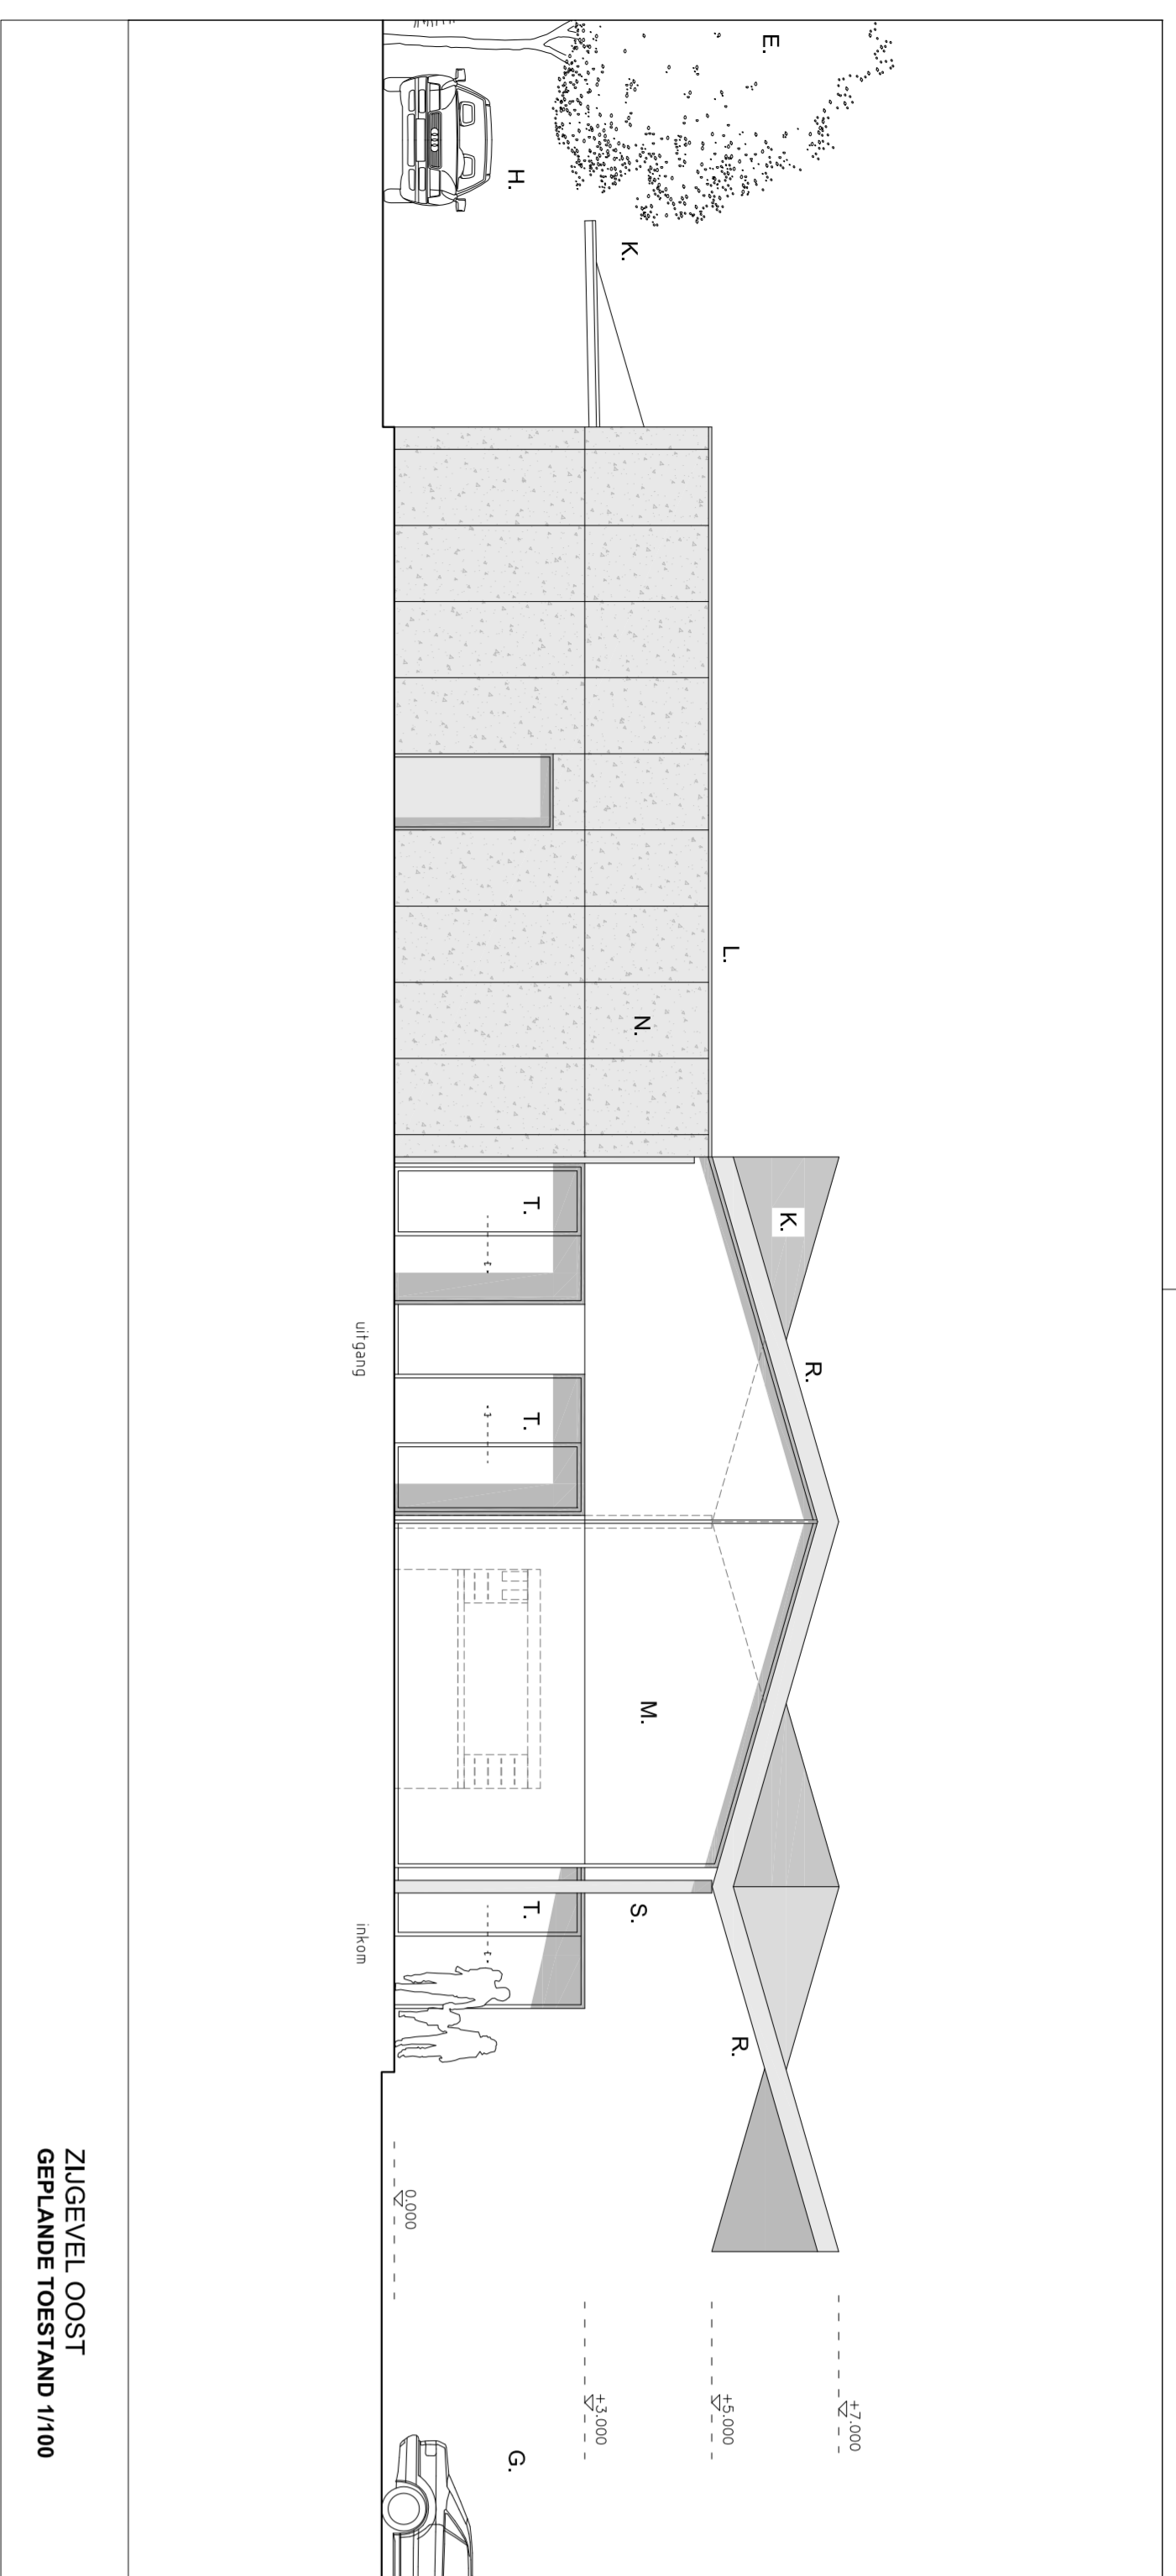 E.
H.
K.
L.
N.
K.
R.
T.
T.
M.
S.
T.
R.
uitgang
inkom
+7.000
+5.000
+3.000
0.000
G.
ZIJGEVEL OOST
GEPLANDE TOESTAND 1/100